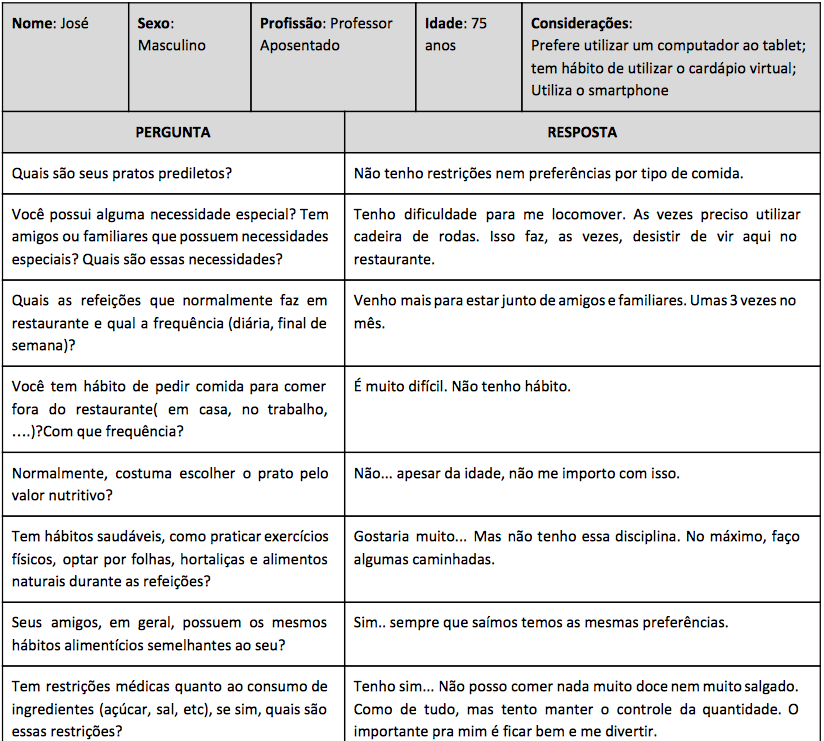 Nome: José
Sexo:
Masculino
Profissão: Professor
Aposentado
Idade: 75
anos
Considerações:
Prefere utilizar um computador ao tablet;
tem hábito de utilizar o cardápio virtual;
Utiliza o smartphone
PERGUNTA
RESPOSTA
Quais são seus pratos prediletos?
Não tenho restrições nem preferências por tipo de comida.
Você possui alguma necessidade especial? Tem
amigos ou familiares que possuem necessidades
especiais? Quais são essas necessidades?
Tenho dificuldade para me locomover. As vezes preciso utilizar
cadeira de rodas. Isso faz, as vezes, desistir de vir aqui no
restaurante.
Quais as refeições que normalmente faz em
restaurante e qual a frequência (diária, final de
semana)?
Venho mais para estar junto de amigos e familiares. Umas 3 vezes no
mês.
Você tem hábito de pedir comida para comer
fora do restaurante( em casa, no trabalho,
....)?Com que frequência?
É muito difícil. Não tenho hábito.
Normalmente, costuma escolher o prato pelo
valor nutritivo?
Não... apesar da idade, não me importo com isso.
Tem hábitos saudáveis, como praticar exercícios
físicos, optar por folhas, hortaliças e alimentos
naturais durante as refeições?
Gostaria muito... Mas não tenho essa disciplina. No máximo, faço
algumas caminhadas.
Seus amigos, em geral, possuem os mesmos
hábitos alimentícios semelhantes ao seu?
Sim.. sempre que saímos temos as mesmas preferências.
Tem restrições médicas quanto ao consumo de
ingredientes (açúcar, sal, etc), se sim, quais são
essas restrições?
Tenho sim... Não posso comer nada muito doce nem muito salgado.
Como de tudo, mas tento manter o controle da quantidade. O
importante pra mim é ficar bem e me divertir.